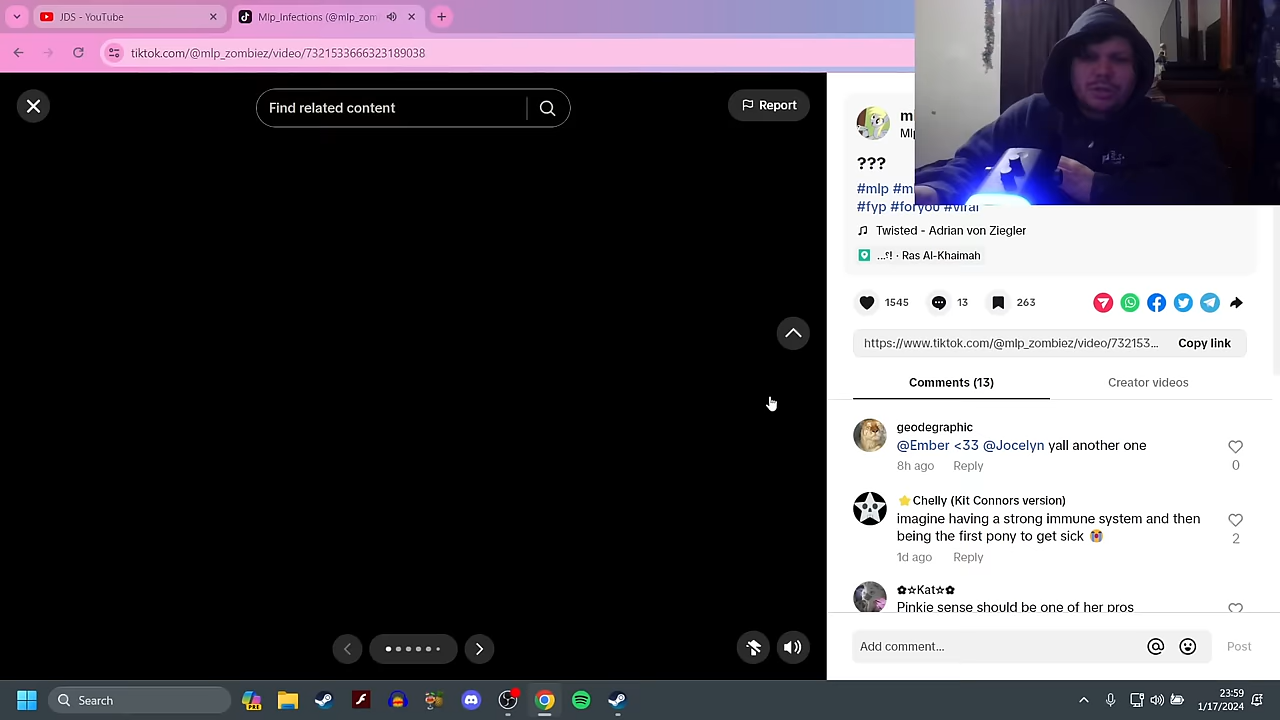 JDS - YouTube
Mlp_Infections (@mlp_zom
tiktok.com/@mlp_zombiez/video/7321533666323189038
Find related content
Report
???
#mlp
#fyp #foryou #viral
Twisted - Adrian von Ziegler
· Ras Al-Khaimah
1545
13
263
https://www.tiktok.com/@mlp_zombiez/video/732153...
Copy link
Comments (13)
Creator videos
geodegraphic
@Ember <33 @Jocelyn yall another one
8h ago
Reply
0
⭐Chelly (Kit Connors version)
imagine having a strong immune system and then
being the first pony to get sick 😭
2
1d ago
Reply
✿☆Kat☆✿
Pinkie sense should be one of her pros
Add comment...
Post
Search
PRE
23:59
1/17/2024